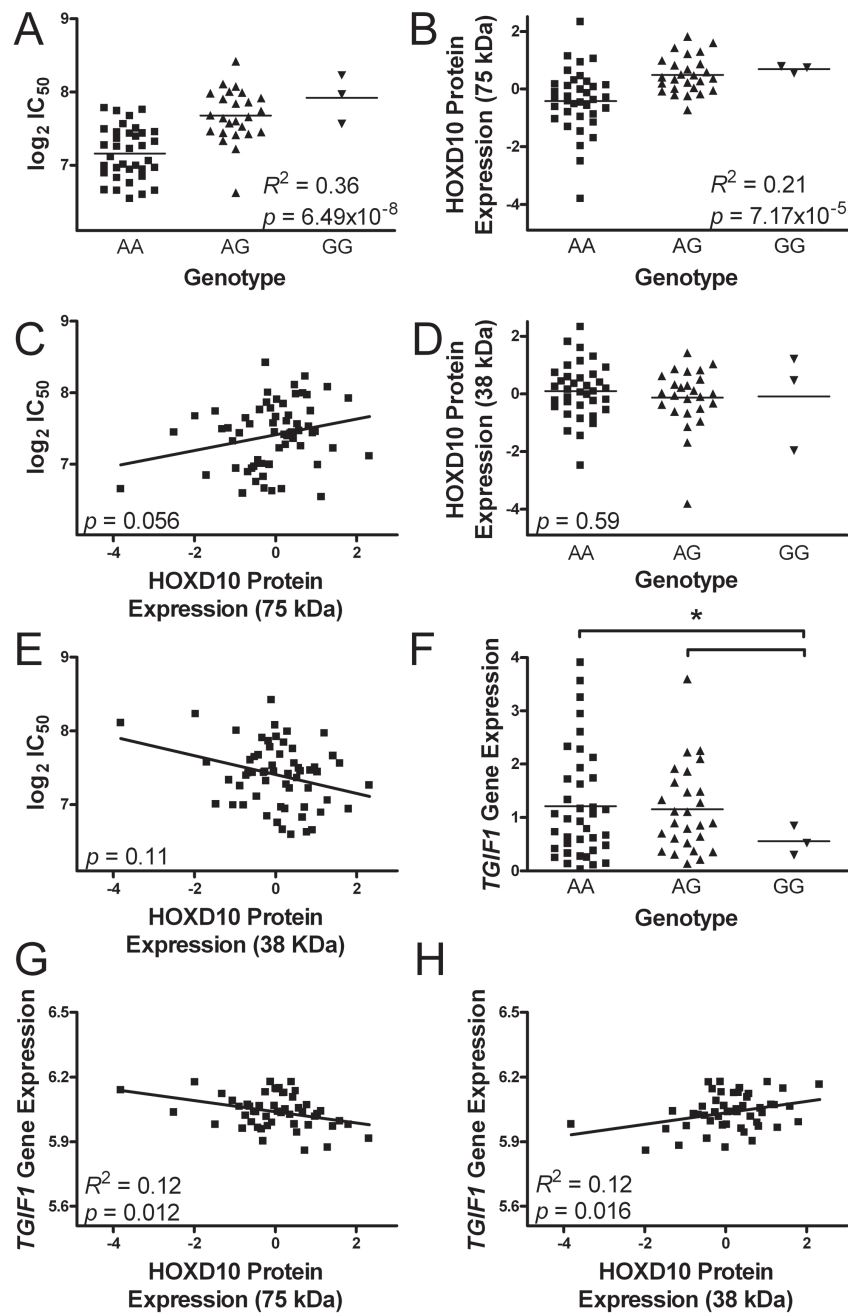 A
9
8
7
log2 IC50
R2 = 0.36
p = 6.49x10-8
AA AG GG
Genotype
B
2
0
-2
-4
HOXD10 Protein
Expression (75 kDa)
R2 = 0.21
p = 7.17x10-5
AA AG GG
Genotype
C
9
8
7
log2 IC50
p = 0.056
-4 -2 0 2
HOXD10 Protein
Expression (75 kDa)
D
2
0
-2
-4
HOXD10 Protein
Expression (38 kDa)
p = 0.59
AA AG GG
Genotype
E
9
8
7
log2 IC50
p = 0.11
-4 -2 0 2
HOXD10 Protein
Expression (38 KDa)
F
*
4
3
2
1
0
TGIF1 Gene Expression
AA AG GG
Genotype
G
6.5
6.2
5.9
5.6
TGIF1 Gene Expression
R2 = 0.12
p = 0.012
-4 -2 0 2
HOXD10 Protein
Expression (75 kDa)
H
6.5
6.2
5.9
5.6
TGIF1 Gene Expression
R2 = 0.12
p = 0.016
-4 -2 0 2
HOXD10 Protein
Expression (38 kDa)